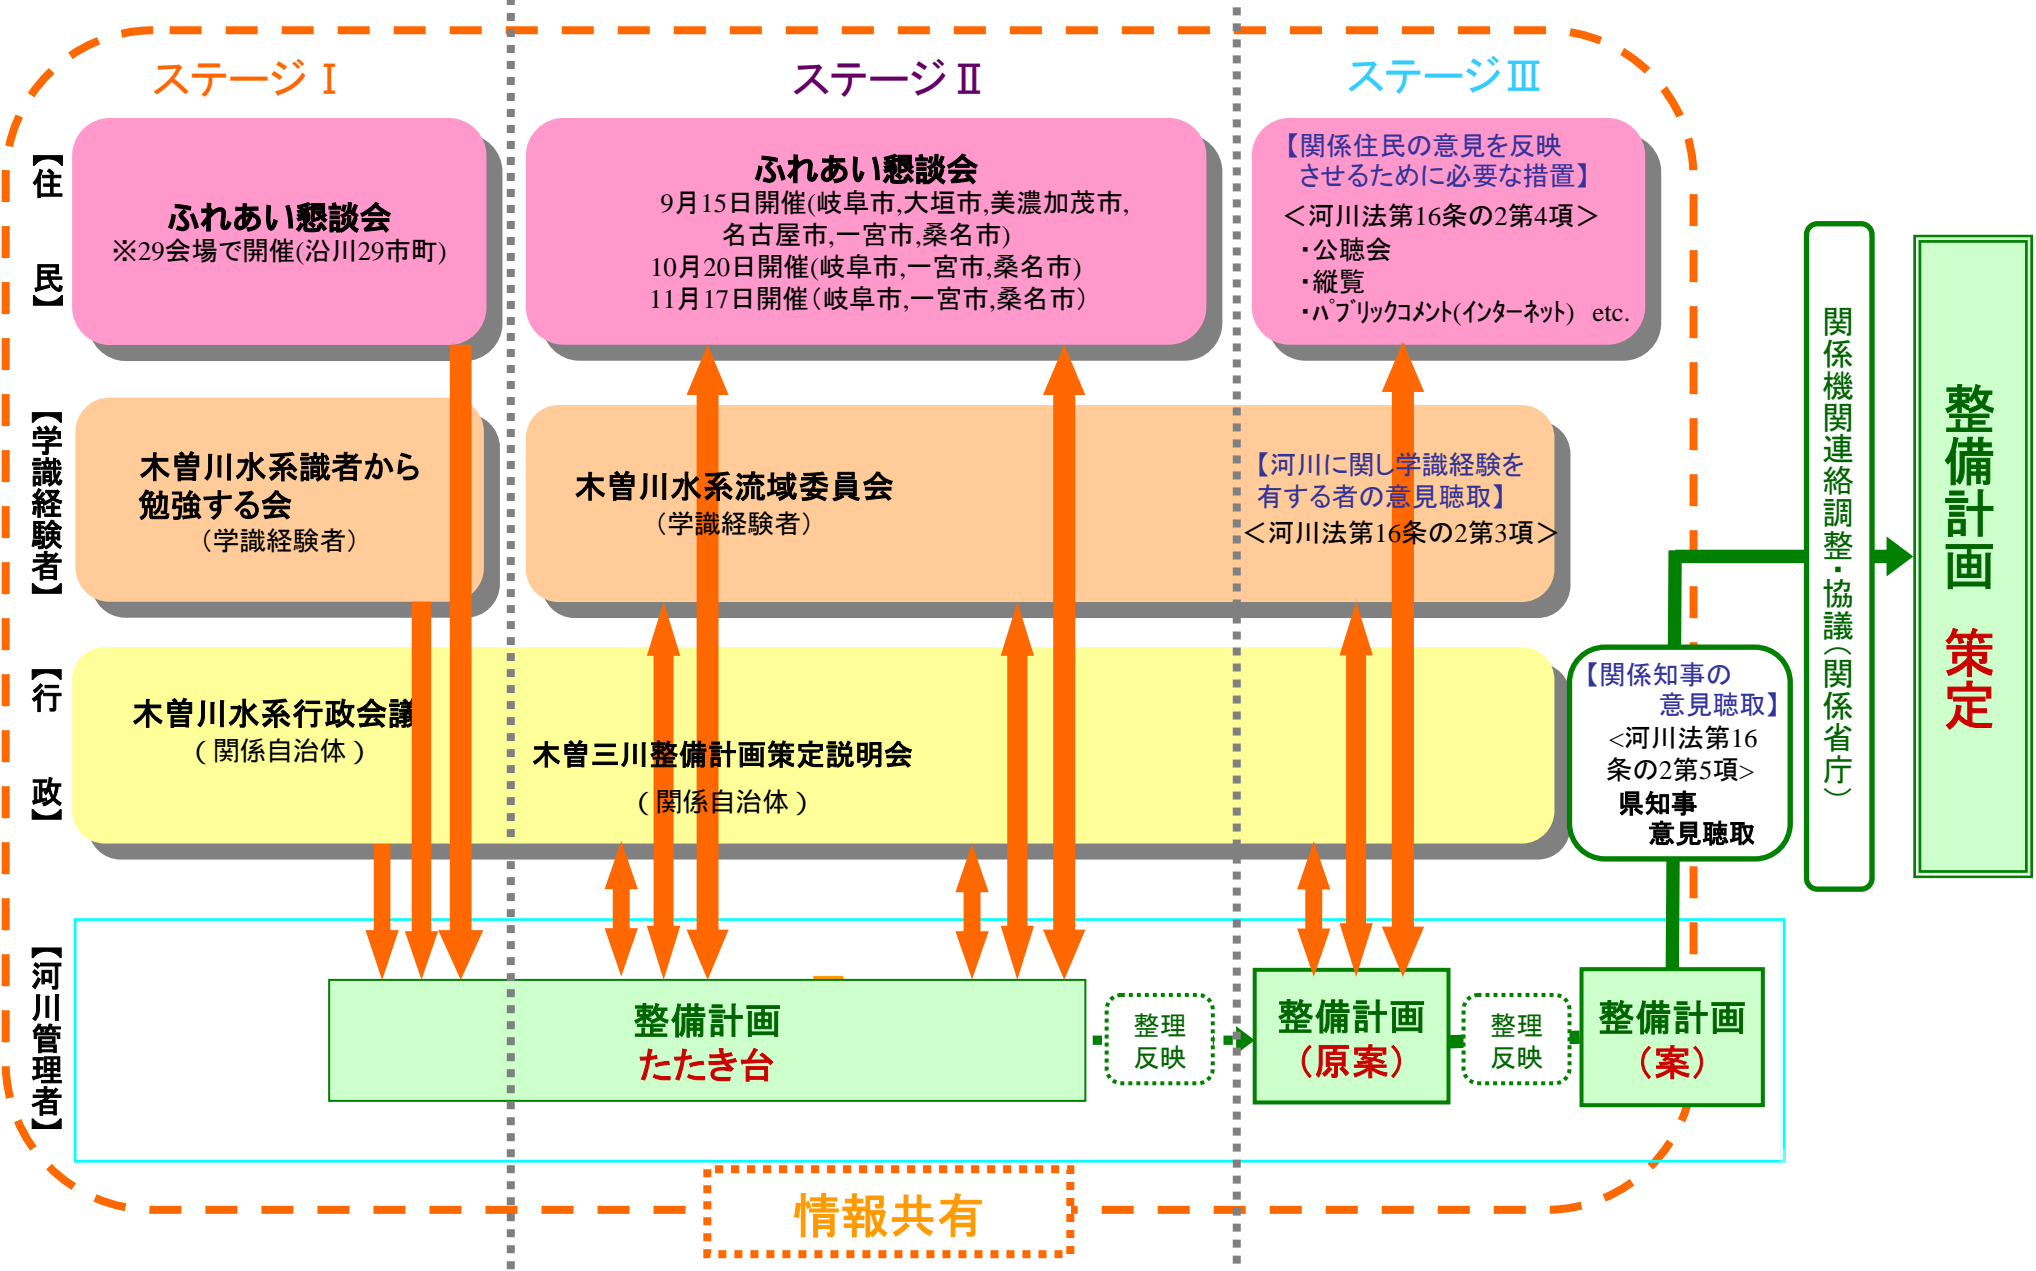 ステージⅠ
ステージⅡ
ステージⅢ
【住民】
ふれあい懇談会
※29会場で開催(沿川29市町)
ふれあい懇談会
9月15日開催(岐阜市,大垣市,美濃加茂市,
名古屋市,一宮市,桑名市)
10月20日開催(岐阜市,一宮市,桑名市)
11月17日開催(岐阜市,一宮市,桑名市)
【関係住民の意見を反映
させるために必要な措置】
＜河川法第16条の2第4項＞
・公聴会
・縦覧
・パブリックコメント(インターネット) etc.
【学識経験者】
木曽川水系識者から
勉強する会
(学識経験者)
木曽川水系流域委員会
(学識経験者)
【河川に関し学識経験を
有する者の意見聴取】
＜河川法第16条の2第3項＞
【行政】
木曽川水系行政会議
(関係自治体)
木曽三川整備計画策定説明会
(関係自治体)
【関係知事の
意見聴取】
<河川法第16
条の2第5項>
県知事
意見聴取
関係機関連絡調整・協議(関係省庁)
整備計画 策定
【河川管理者】
整備計画
たたき台
整理
反映
整備計画
(原案)
整理
反映
整備計画
(案)
情報共有